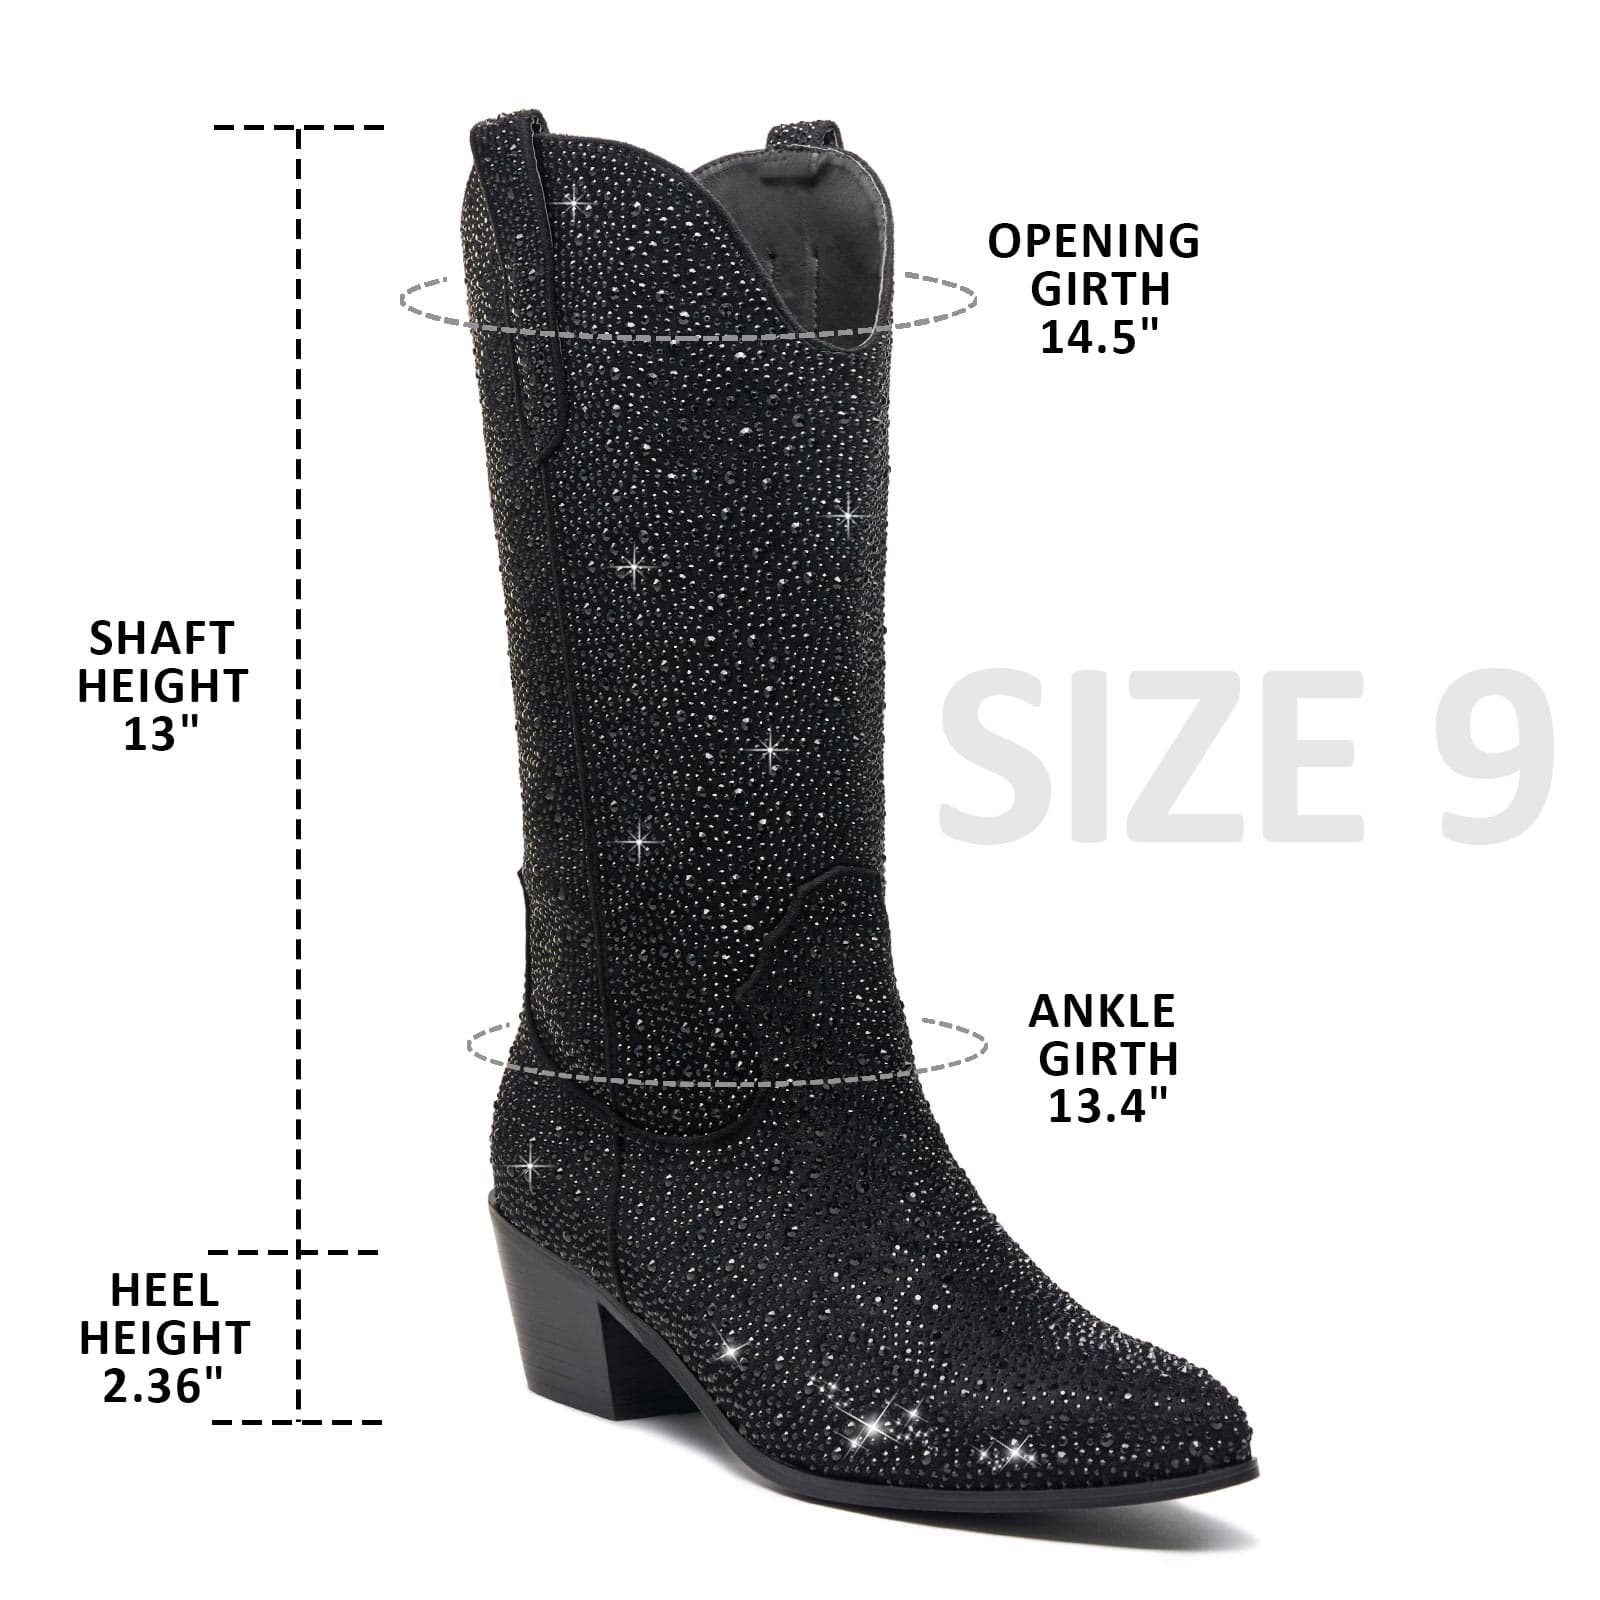 OPENING
GIRTH
14.5"
SHAFT
HEIGHT
13"
SIZE 9
ANKLE
GIRTH
13.4"
HEEL
HEIGHT
2.36"